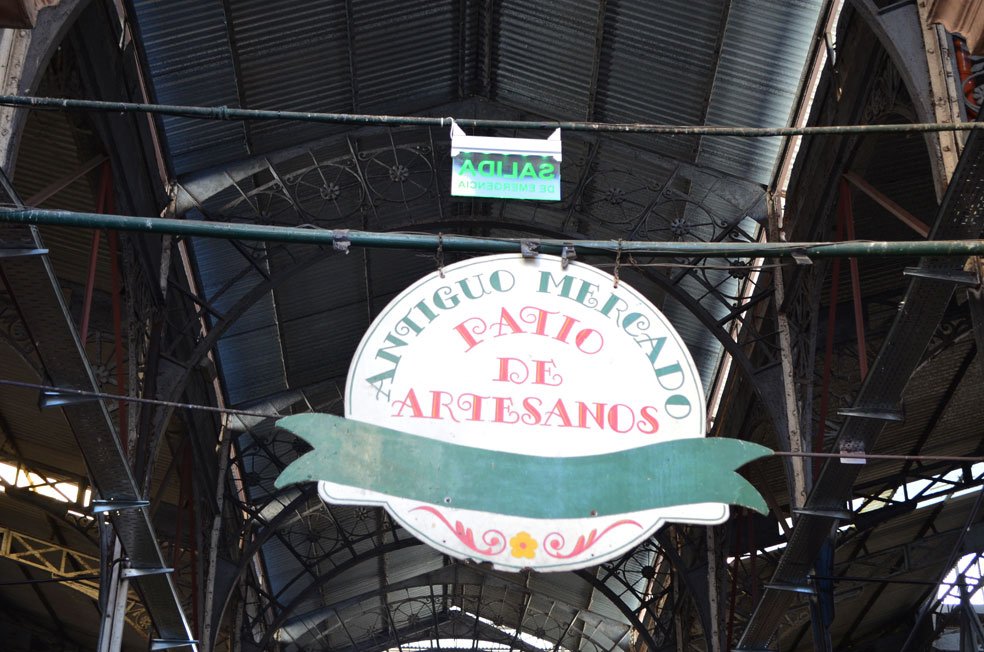 SALIDA
DE EMERGENCIA
ANTIGUO MERCADO
PATIO
DE
ARTESANOS